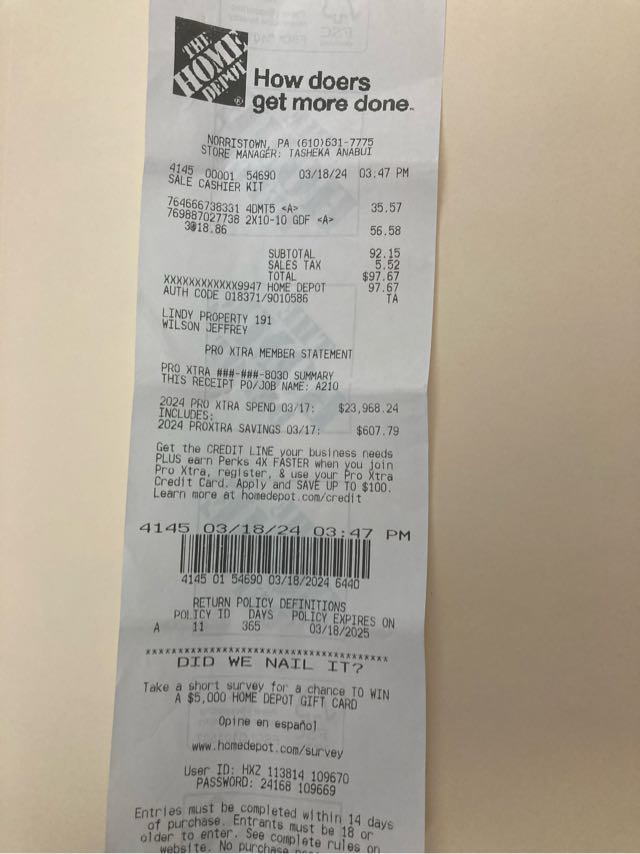 THE
HOME
DEPOT
How doers
get more done.
NORRISTOWN, PA (610)631-7775
STORE MANAGER: TASHEKA ANABUI
4145 00001 54690 03/18/24 03:47 PM
SALE CASHIER KIT
764666738331 4DMT5 <A> 35.57
769887027738 2X10-10 GDF <A>
3@18.86 56.58
SUBTOTAL 92.15
SALES TAX 5.52
TOTAL $97.67
XXXXXXXXXXXX9947 HOME DEPOT 97.67
AUTH CODE 018371/9010586 TA
LINDY PROPERTY 191
WILSON JEFFREY
PRO XTRA MEMBER STATEMENT
PRO XTRA ###-###-8030 SUMMARY
THIS RECEIPT PO/JOB NAME: A210
2024 PRO XTRA SPEND 03/17: $23,968.24
INCLUDES:
2024 PROXTRA SAVINGS 03/17: $607.79
Get the CREDIT LINE your business needs
PLUS earn Perks 4X FASTER when you join
Pro Xtra, register, & use your Pro Xtra
Credit Card. Apply and SAVE UP TO $100.
Learn more at homedepot.com/credit
4145 03/18/24 03:47 PM
4145 01 54690 03/18/2024 6440
RETURN POLICY DEFINITIONS
POLICY ID DAYS POLICY EXPIRES ON
A 11 365 03/18/2025
DID WE NAIL IT?
Take a short survey for a chance TO WIN
A $5,000 HOME DEPOT GIFT CARD
Opine en español
www.homedepot.com/survey
User ID: HXZ 113814 109670
PASSWORD: 24168 109669
Entries must be completed within 14 days
of purchase. Entrants must be 18 or
older to enter. See complete rules on
website. No purchase